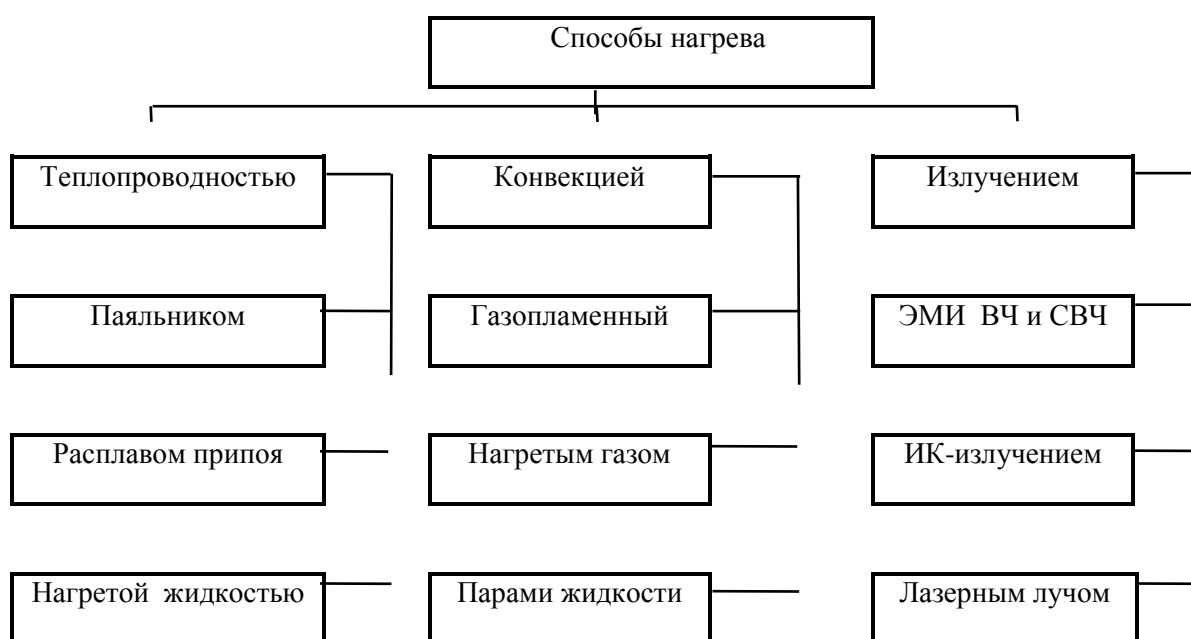 Способы нагрева
Теплопроводностью
Конвекцией
Излучением
Паяльником
Газопламенный
ЭМИ ВЧ и СВЧ
Расплавом припоя
Нагретым газом
ИК-излучением
Нагретой жидкостью
Парами жидкости
Лазерным лучом